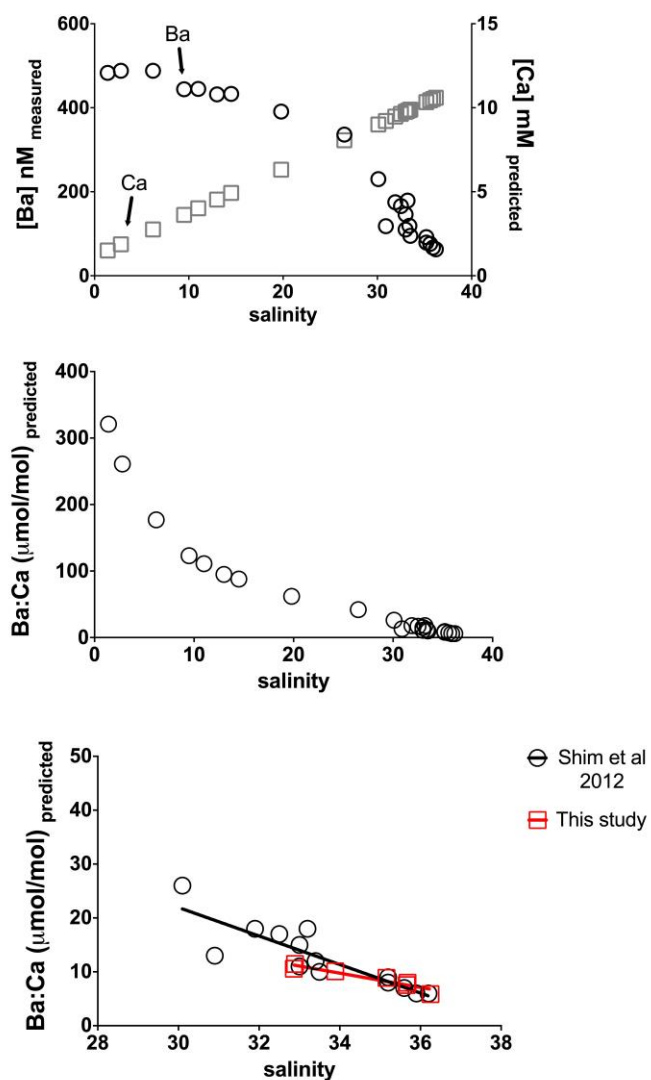 600
400
200
0
[Ba] nM measured
Ba
Ca
15
10
5
0
[Ca] mM predicted
0 10 20 30 40
salinity
400
300
200
100
0
Ba:Ca (μmol/mol) predicted
0 10 20 30 40
salinity
50
40
30
20
10
0
Ba:Ca (μmol/mol) predicted
28 30 32 34 36 38
salinity
Shim et al
2012
This study